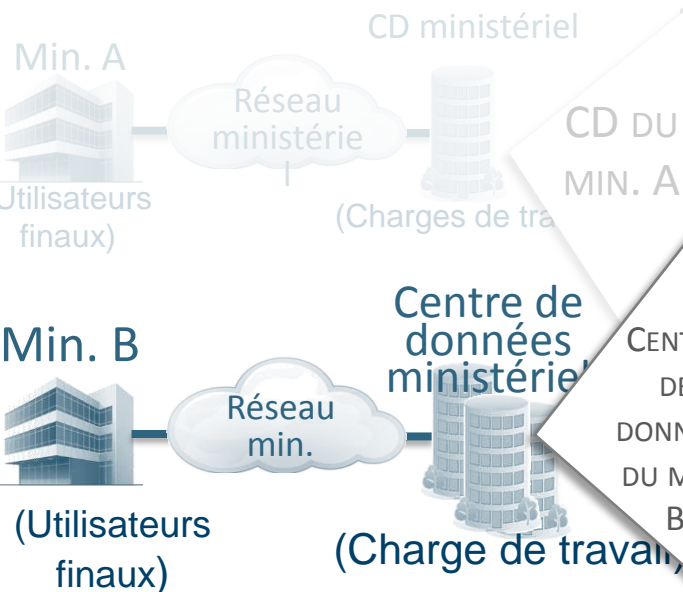 CD ministériel
Min. A
Réseau
ministérie
l
CD DU
MIN. A
Utilisateurs
finaux)
(Charges de tra
Centre de
données
ministériel
Min. B
Réseau
min.
CENT
DE
DONN
DU M
B
(Utilisateurs
finaux)
(Charge de travail)